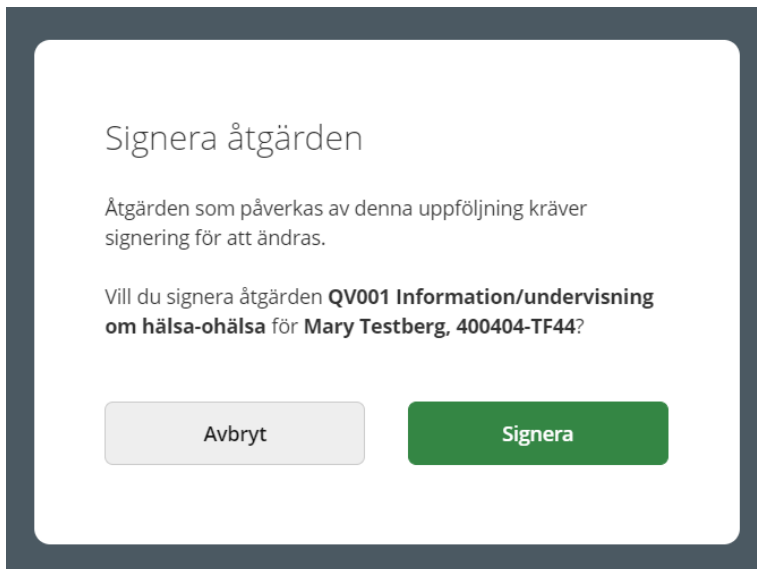 Signera åtgärden
Åtgärden som påverkas av denna uppföljning kräver
signering för att ändras.
Vill du signera åtgärden QV001 Information/undervisning
om hälsa-ohälsa för Mary Testberg, 400404-TF44?
Avbryt
Signera